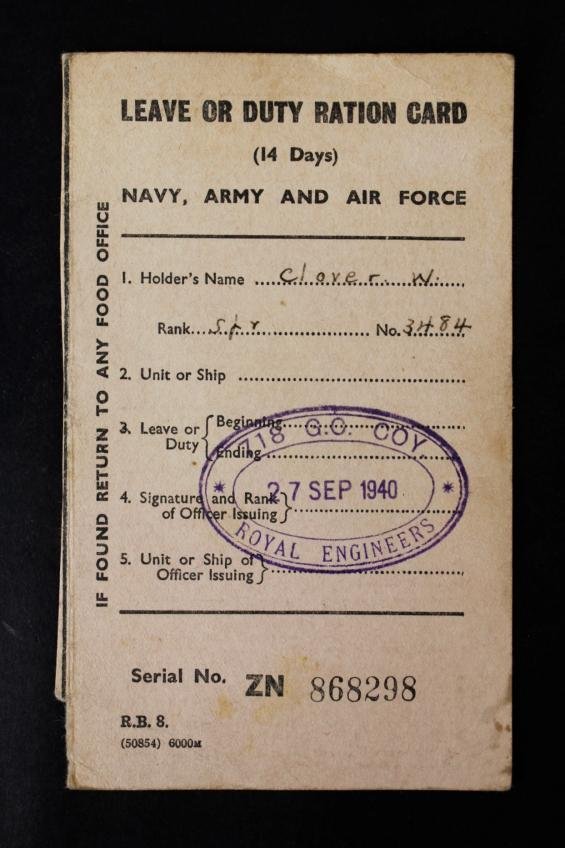 LEAVE OR DUTY RATION CARD
(14 Days)
NAVY, ARMY AND AIR FORCE
IF FOUND RETURN TO ANY FOOD OFFICE
1. Holder's Name Clover. W.
Rank Spr No. 3484
2. Unit or Ship
3. Leave or Duty { Beginning
Ending
718 G.C. COY.
27 SEP 1940
ROYAL ENGINEERS
4. Signature and Rank
of Officer Issuing }
5. Unit or Ship of
Officer Issuing }
Serial No. ZN 868298
R.B. 8.
(50854) 6000M